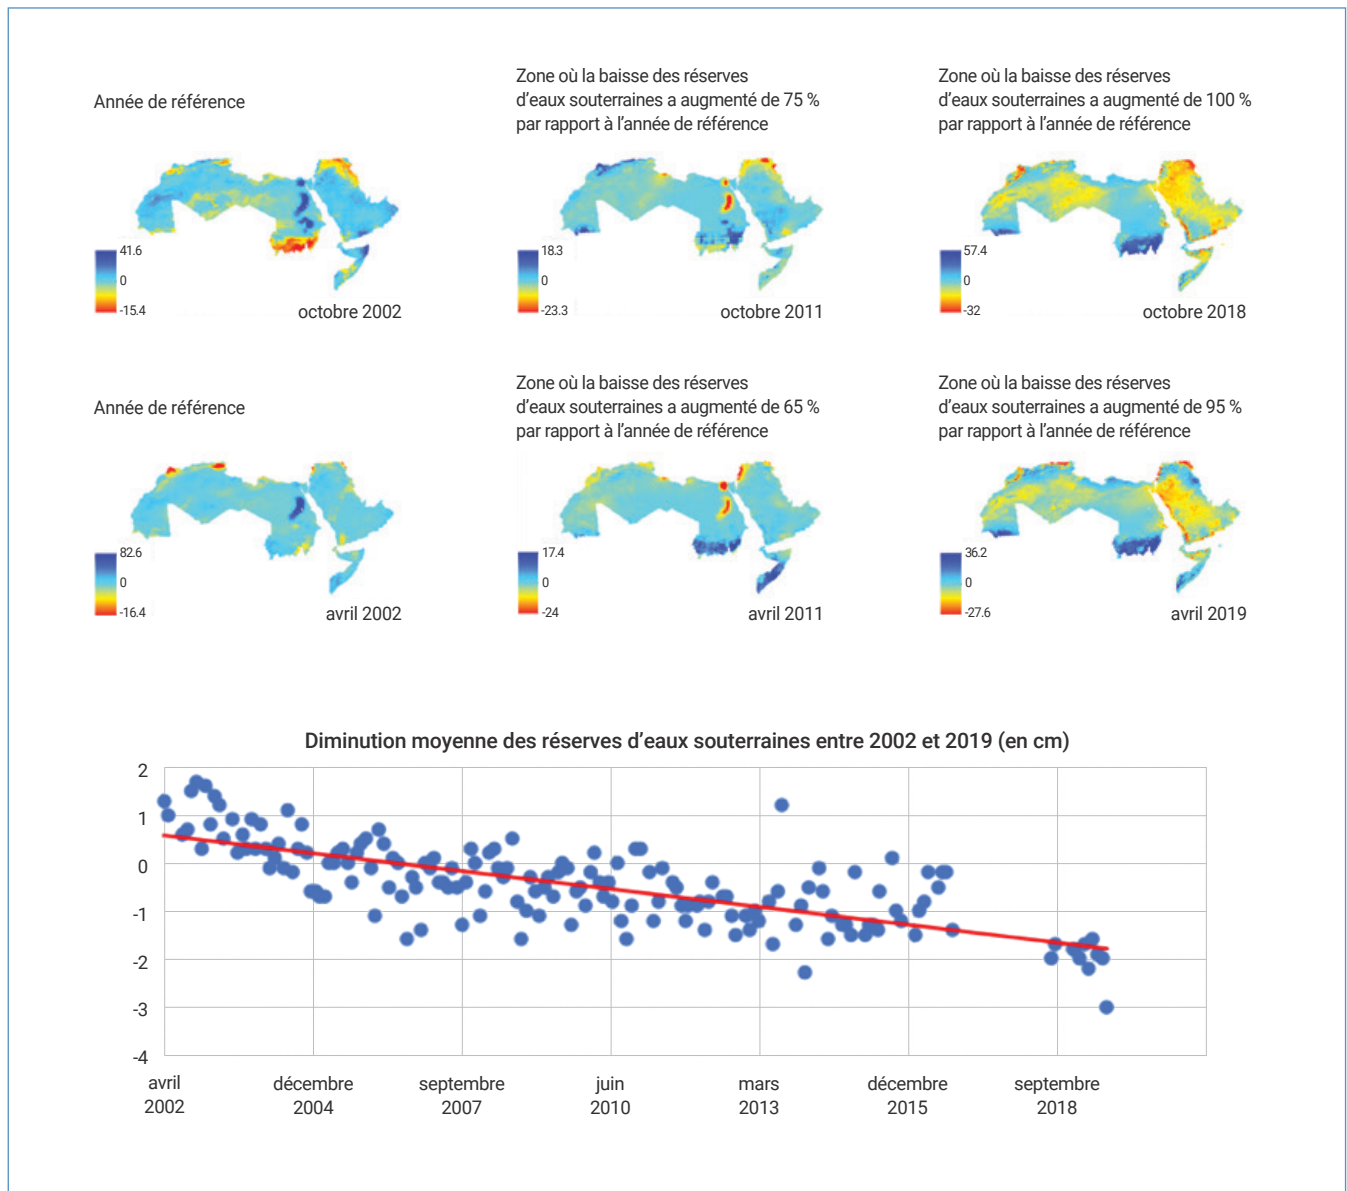 Année de référence
Zone où la baisse des réserves
d'eaux souterraines a augmenté de 75 %
par rapport à l'année de référence
Zone où la baisse des réserves
d'eaux souterraines a augmenté de 100 %
par rapport à l'année de référence
41.6
0
-15.4
octobre 2002
18.3
0
-23.3
octobre 2011
57.4
0
-32
octobre 2018
Année de référence
Zone où la baisse des réserves
d'eaux souterraines a augmenté de 65 %
par rapport à l'année de référence
Zone où la baisse des réserves
d'eaux souterraines a augmenté de 95 %
par rapport à l'année de référence
82.6
0
-16.4
avril 2002
17.4
0
-24
avril 2011
36.2
0
-27.6
avril 2019
Diminution moyenne des réserves d'eaux souterraines entre 2002 et 2019 (en cm)
2
1
0
-1
-2
-3
-4
avril
2002
décembre
2004
septembre
2007
juin
2010
mars
2013
décembre
2015
septembre
2018